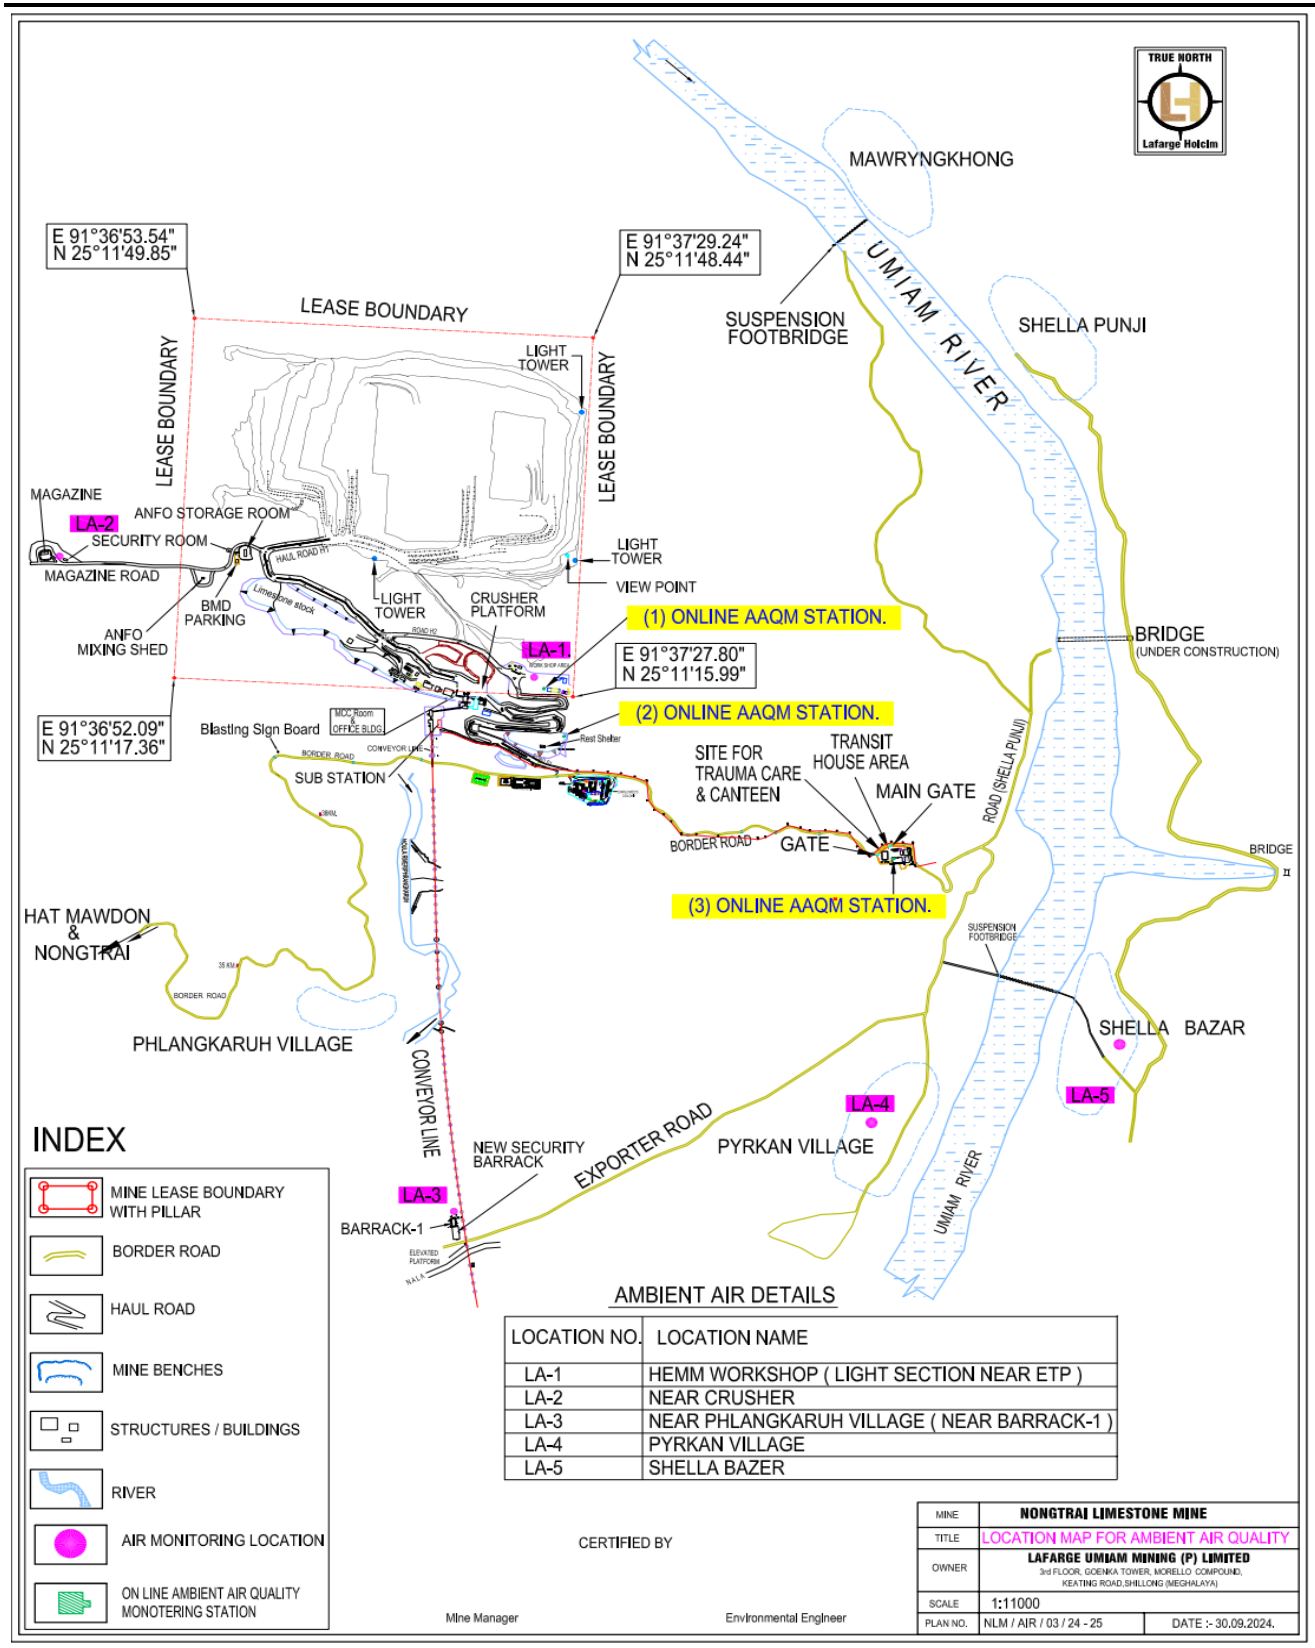 TRUE NORTH
Lafarge Holcim
MAWRYNGKHONG
E 91°36'53.54"
N 25°11'49.85"
E 91°37'29.24"
N 25°11'48.44"
UMIAM RIVER
LEASE BOUNDARY
SUSPENSION
FOOTBRIDGE
SHELLA PUNJI
LIGHT
TOWER
LEASE BOUNDARY
LEASE BOUNDARY
MAGAZINE
LA-2
ANFO STORAGE ROOM
SECURITY ROOM
HAUL ROAD H1
MAGAZINE ROAD
LIGHT
TOWER
VIEW POINT
Limestone stock
BMD
PARKING
LIGHT
TOWER
CRUSHER
PLATFORM
ANFO
MIXING SHED
ROAD H2
(1) ONLINE AAQM STATION.
BRIDGE
(UNDER CONSTRUCTION)
LA-1.
WORK SHOP AREA
E 91°37'27.80"
N 25°11'15.99"
E 91°36'52.09"
N 25°11'17.36"
MCC Room
&
OFFICE BLDG.
(2) ONLINE AAQM STATION.
Blasting Sign Board
CONVEYOR LINE
Rest Shelter
BORDER ROAD
SUB STATION
SITE FOR
TRAUMA CARE
& CANTEEN
TRANSIT
HOUSE AREA
MAIN GATE
ROAD (SHELLA PUNJI)
BORDER ROAD
GATE
BRIDGE
(3) ONLINE AAQM STATION.
HAT MAWDON
&
NONGTRAI
SUSPENSION
FOOTBRIDGE
35 KM
BORDER ROAD
PHLANGKARUH VILLAGE
SHELLA BAZAR
CONVEYOR LINE
LA-5
LA-4
EXPORTER ROAD
PYRKAN VILLAGE
NEW SECURITY
BARRACK
LA-3
BARRACK-1
ELEVATED
PLATFORM
NALA
UMIAM RIVER
INDEX
MINE LEASE BOUNDARY
WITH PILLAR
BORDER ROAD
HAUL ROAD
MINE BENCHES
STRUCTURES / BUILDINGS
RIVER
AIR MONITORING LOCATION
ON LINE AMBIENT AIR QUALITY
MONOTERING STATION
AMBIENT AIR DETAILS
LOCATION NO. LOCATION NAME
LA-1 HEMM WORKSHOP ( LIGHT SECTION NEAR ETP )
LA-2 NEAR CRUSHER
LA-3 NEAR PHLANGKARUH VILLAGE ( NEAR BARRACK-1 )
LA-4 PYRKAN VILLAGE
LA-5 SHELLA BAZER
CERTIFIED BY
Mine Manager
Environmental Engineer
MINE NONGTRAI LIMESTONE MINE
TITLE LOCATION MAP FOR AMBIENT AIR QUALITY
OWNER LAFARGE UMIAM MINING (P) LIMITED
3rd FLOOR, GOENKA TOWER, MORELLO COMPOUND,
KEATING ROAD,SHILLONG (MEGHALAYA)
SCALE 1:11000
PLAN NO. NLM / AIR / 03 / 24 - 25 DATE :- 30.09.2024.